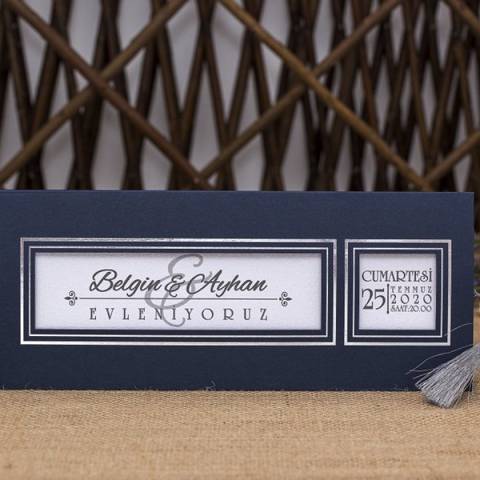 Belgin & Ayhan
EVLENİYORUZ
CUMARTESİ
25
TEMMUZ
2020
SAAT:20.00